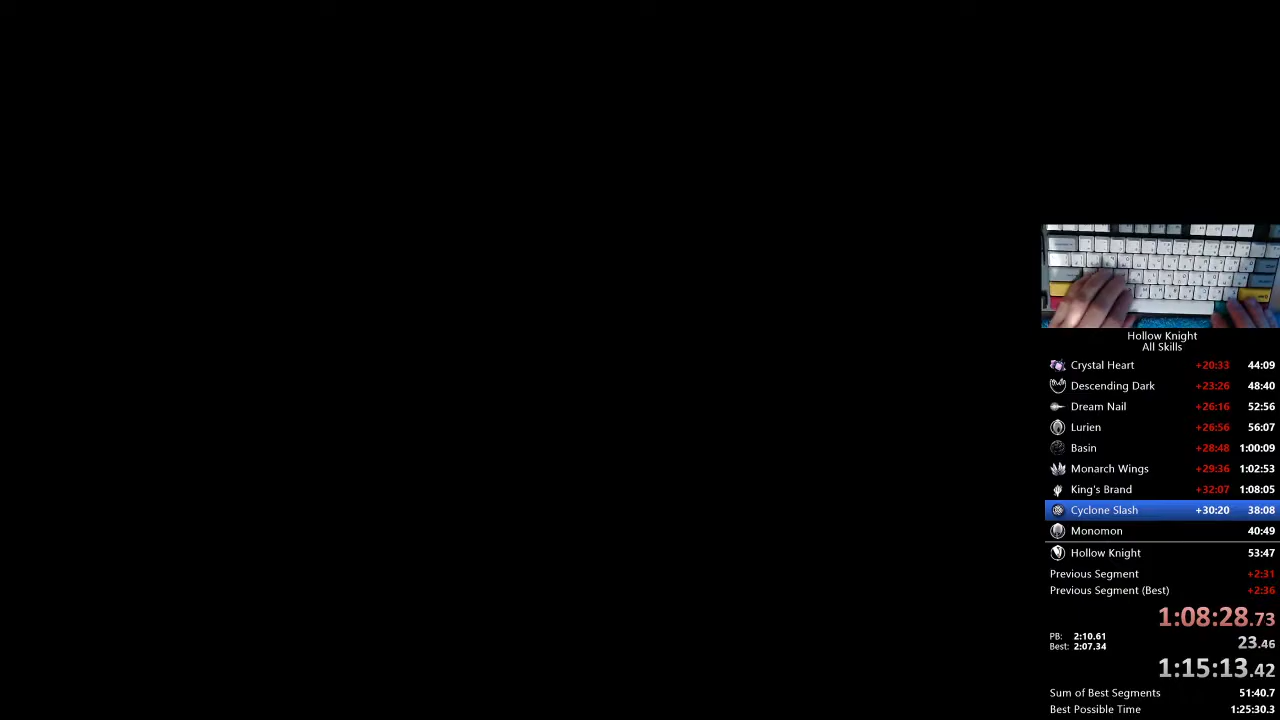 Hollow Knight
All Skills
Crystal Heart +20:33 44:09
Descending Dark +23:26 48:40
Dream Nail +26:16 52:56
Lurien +26:56 56:07
Basin +28:48 1:00:09
Monarch Wings +29:36 1:02:53
King's Brand +32:07 1:08:05
Cyclone Slash +30:20 38:08
Monomon 40:49
Hollow Knight 53:47
Previous Segment +2:31
Previous Segment (Best) +2:36
1:08:28.73
PB: 2:10.61
Best: 2:07.34
23.46
1:15:13.42
Sum of Best Segments 51:40.7
Best Possible Time 1:25:30.3